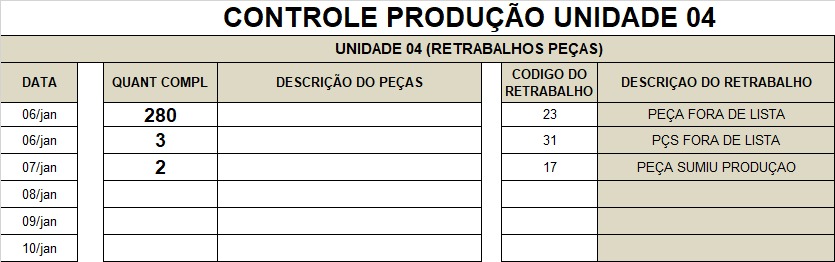 CONTROLE PRODUÇÃO UNIDADE 04
UNIDADE 04 (RETRABALHOS PEÇAS)
DATA QUANT COMPL DESCRIÇÃO DO PEÇAS CODIGO DO RETRABALHO DESCRIÇAO DO RETRABALHO
06/jan 280 23 PEÇA FORA DE LISTA
06/jan 3 31 PÇS FORA DE LISTA
07/jan 2 17 PEÇA SUMIU PRODUÇAO
08/jan
09/jan
10/jan